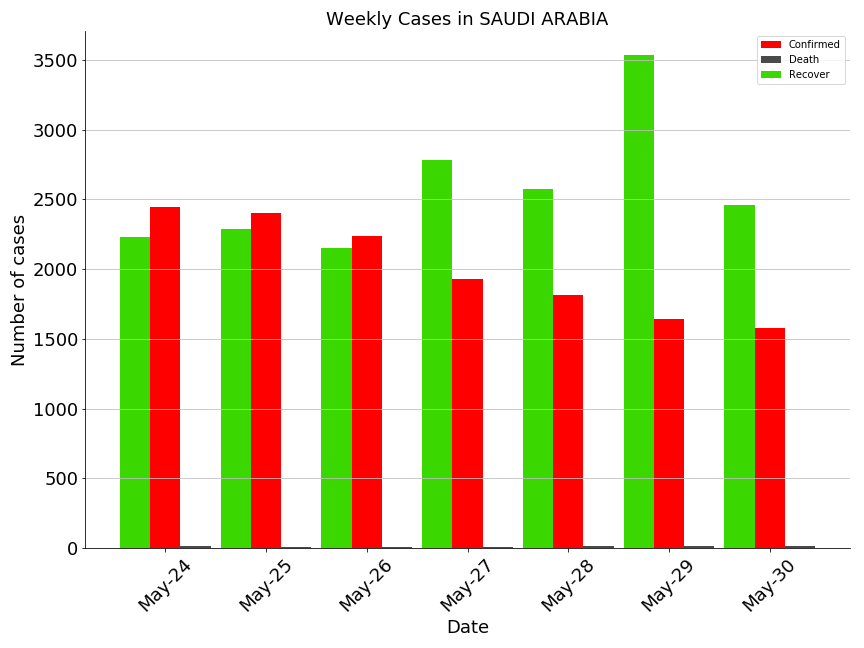 Weekly Cases in SAUDI ARABIA
Confirmed
Death
Recover
Number of cases
3500
3000
2500
2000
1500
1000
500
0
May-24
May-25
May-26
May-27
May-28
May-29
May-30
Date